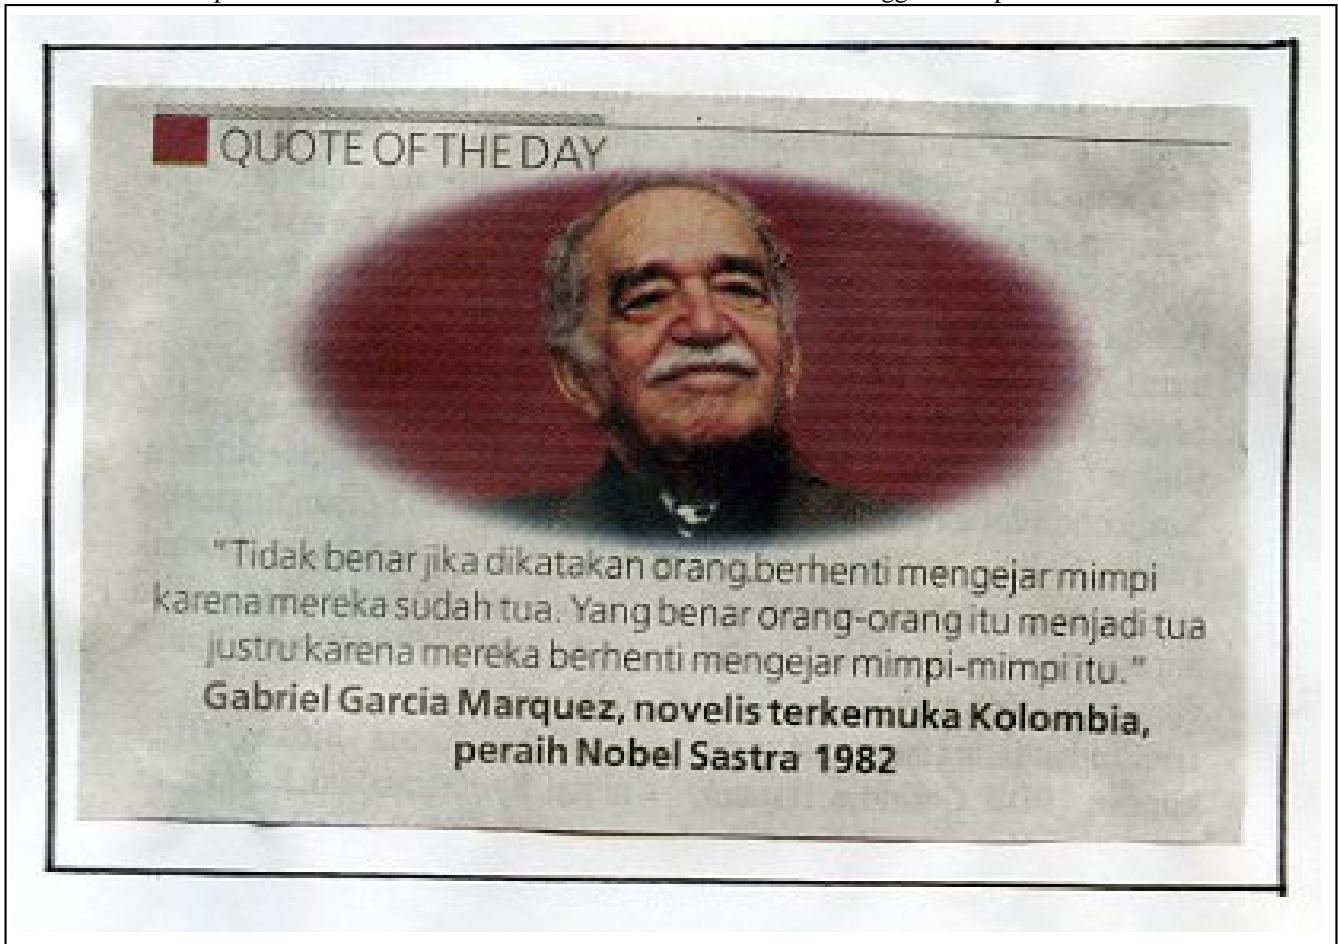 QUOTE OF THE DAY
"Tidak benar jika dikatakan orang berhenti mengejar mimpi
karena mereka sudah tua. Yang benar orang-orang itu menjadi tua
justru karena mereka berhenti mengejar mimpi-mimpi itu."
Gabriel Garcia Marquez, novelis terkemuka Kolombia,
peraih Nobel Sastra 1982